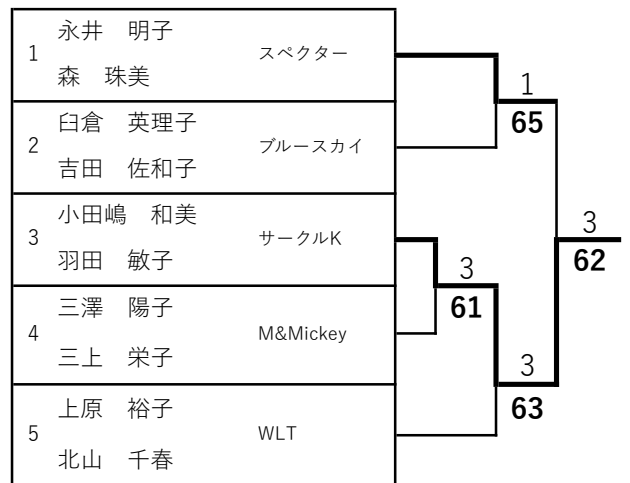 1 永井　明子 スペクター
森　珠美
1
65
2 臼倉　英理子 ブルースカイ
吉田　佐和子
3 小田嶋　和美 サークルK
羽田　敏子
3
61
3
62
4 三澤　陽子 M&Mickey
三上　栄子
3
63
5 上原　裕子 WLT
北山　千春